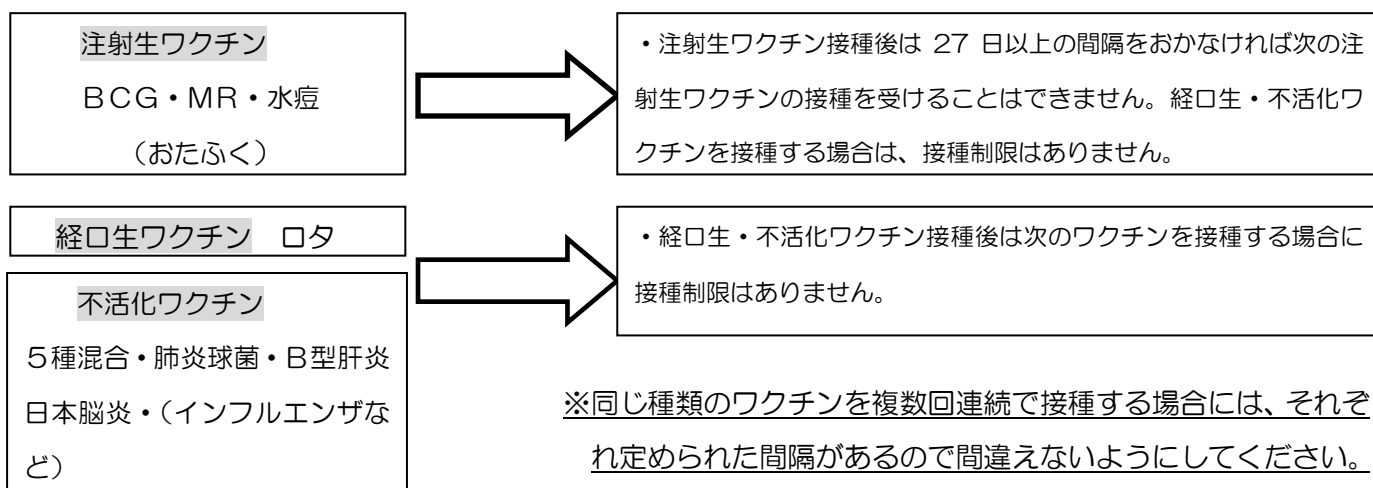 注射生ワクチン
ＢＣＧ・ＭＲ・水痘
（おたふく）
・注射生ワクチン接種後は 27 日以上の間隔をおかなければ次の注
射生ワクチンの接種を受けることはできません。経口生・不活化ワ
クチンを接種する場合は、接種制限はありません。
経口生ワクチン　ロタ
不活化ワクチン
５種混合・肺炎球菌・Ｂ型肝炎
日本脳炎・（インフルエンザな
ど）
・経口生・不活化ワクチン接種後は次のワクチンを接種する場合に
接種制限はありません。
※同じ種類のワクチンを複数回連続で接種する場合には、それぞ
れ定められた間隔があるので間違えないようにしてください。